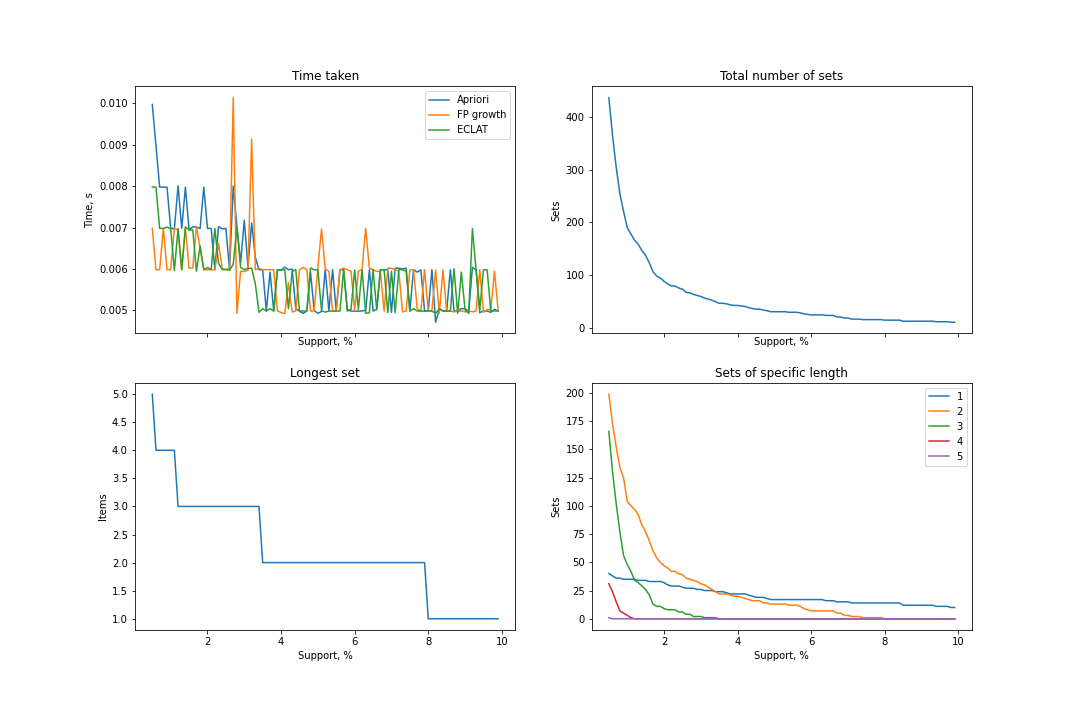 Time taken
Time, s
0.010
0.009
0.008
0.007
0.006
0.005
Apriori
FP growth
ECLAT
Support, %
Total number of sets
Sets
400
300
200
100
0
Support, %
Longest set
Items
5.0
4.5
4.0
3.5
3.0
2.5
2.0
1.5
1.0
2 4 6 8 10
Support, %
Sets of specific length
Sets
200
175
150
125
100
75
50
25
0
1
2
3
4
5
2 4 6 8 10
Support, %